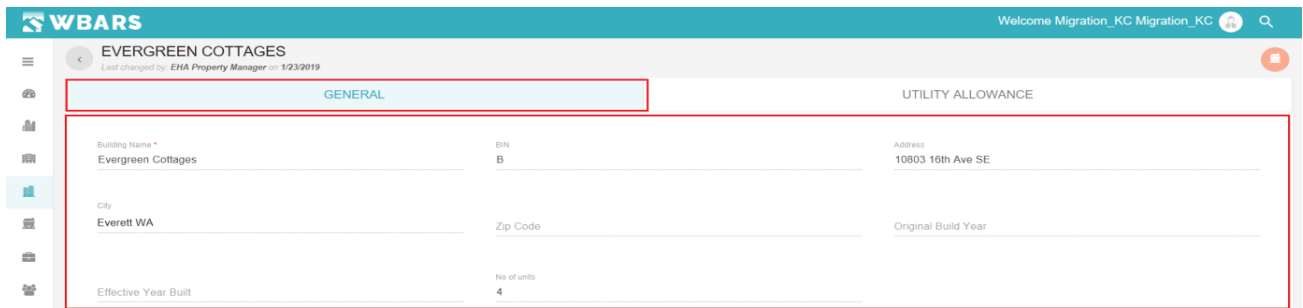 WBARS
Welcome Migration_KC Migration_KC
EVERGREEN COTTAGES
Last changed by: EHA Property Manager on 1/23/2019
GENERAL
UTILITY ALLOWANCE
Building Name *
BIN
Address
Evergreen Cottages
B
10803 16th Ave SE
City
Everett WA
Zip Code
Original Build Year
No of units
Effective Year Built
4